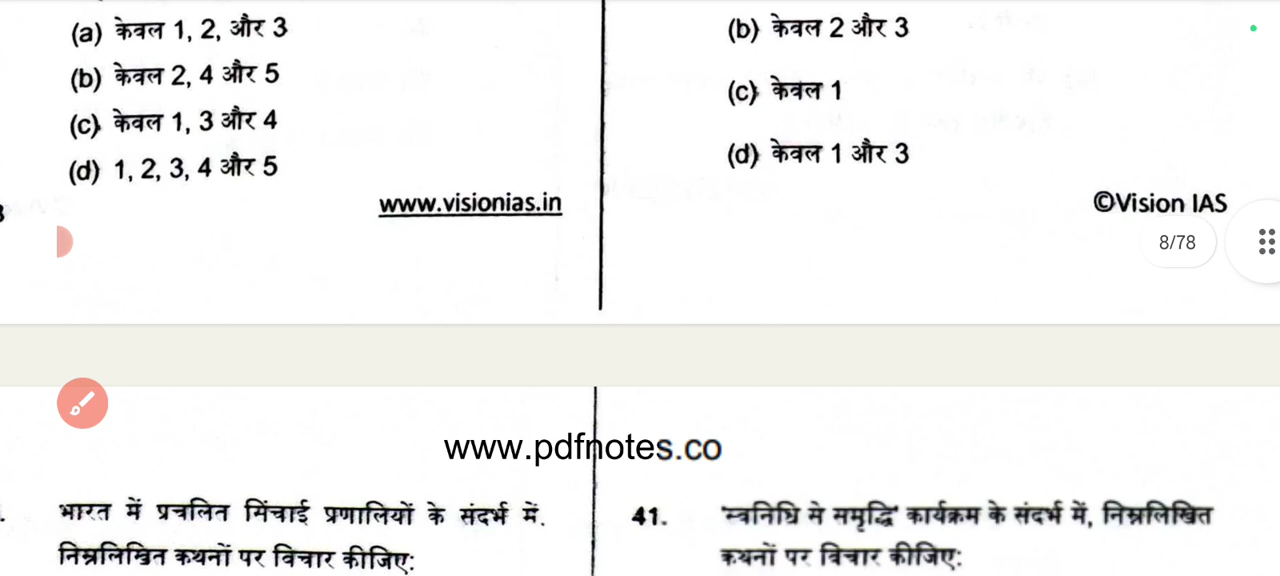 (a) केवल 1, 2, और 3
(b) केवल 2, 4 और 5
(c) केवल 1, 3 और 4
(d) 1, 2, 3, 4 और 5
www.visionias.in
(b) केवल 2 और 3
(c) केवल 1
(d) केवल 1 और 3
©Vision IAS
8/78
www.pdfnotes.co
भारत में प्रचलित सिंचाई प्रणालियों के संदर्भ में,
निम्नलिखित कथनों पर विचार कीजिए:
41. 'स्वनिधि से समृद्धि' कार्यक्रम के संदर्भ में, निम्नलिखित
कथनों पर विचार कीजिए: